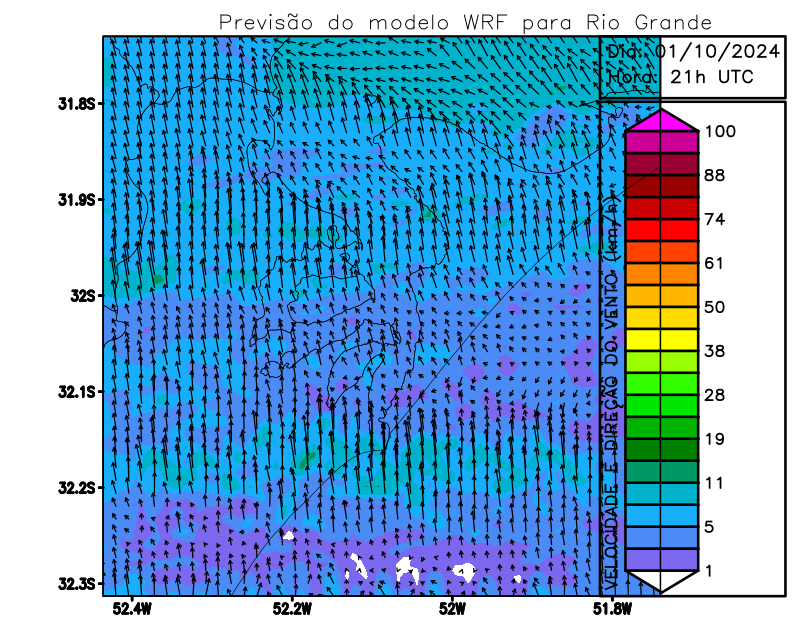 Previsão do modelo WRF para Rio Grande
Dia: 01/10/2024
Hora: 21h UTC
31.8S
31.9S
32S
32.1S
32.2S
32.3S
52.4W
52.2W
52W
51.8W
VELOCIDADE E DIREÇÃO DO VENTO (km/h)
100
88
74
61
50
38
28
19
11
5
1